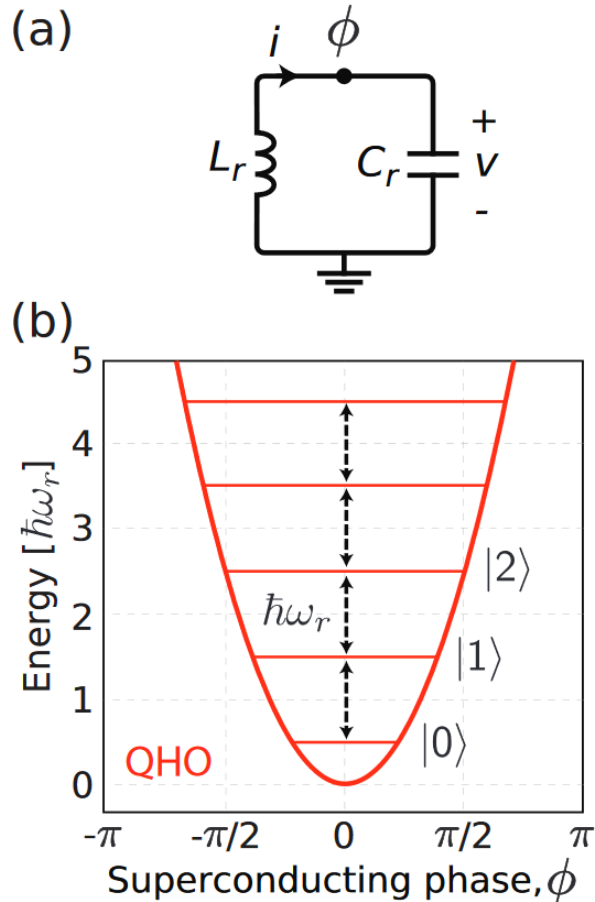 (a)
i
ϕ
L_r
C_r
+
v
-
(b)
Energy [ℏω_r]
5
4
3
2
1
0
|2⟩
ℏω_r
|1⟩
|0⟩
QHO
-π
-π/2
0
π/2
π
Superconducting phase, ϕ